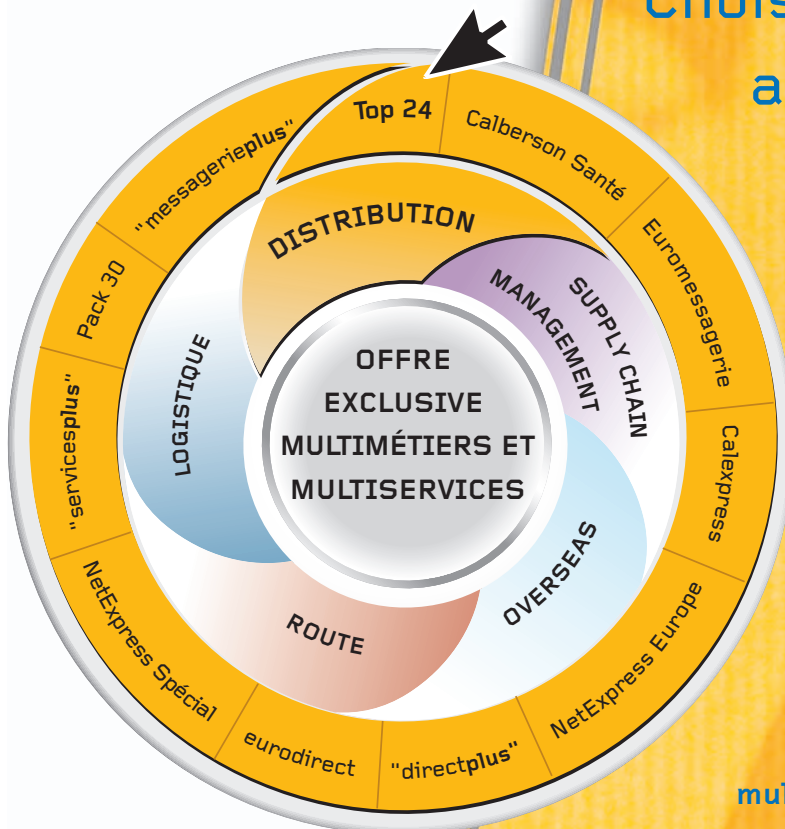 Top 24
Calberson Santé
Euromessagerie
Calexpress
NetExpress Europe
"directplus"
eurodirect
NetExpress Spécial
"servicesplus"
Pack 30
"messagerieplus"
DISTRIBUTION
SUPPLY CHAIN
MANAGEMENT
OVERSEAS
ROUTE
LOGISTIQUE
OFFRE
EXCLUSIVE
MULTIMÉTIERS ET
MULTISERVICES